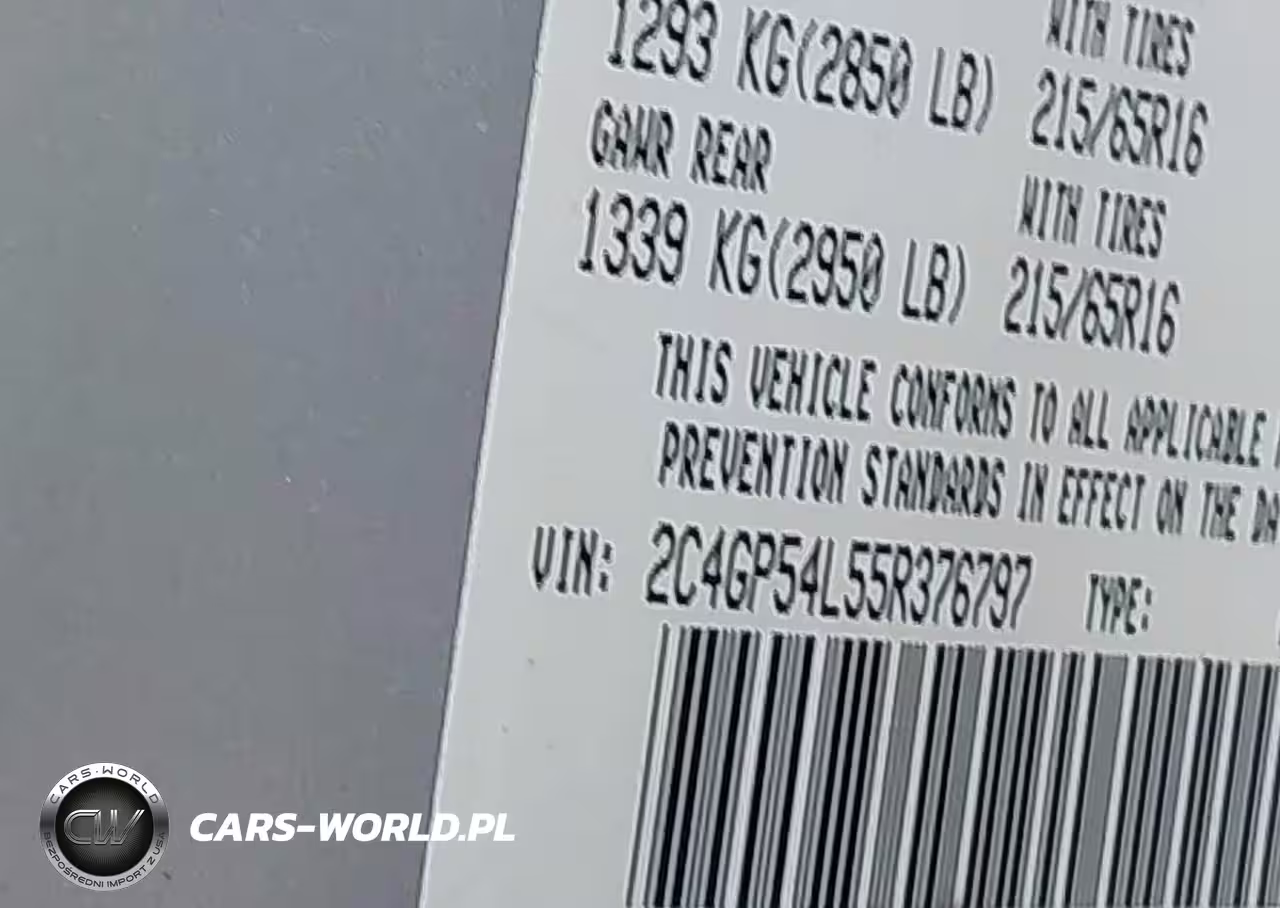 WITH TIRES
1293 KG(2850 LB) 215/65R16
GAWR REAR WITH TIRES
1339 KG(2950 LB) 215/65R16
THIS VEHICLE CONFORMS TO ALL APPLICABLE
PREVENTION STANDARDS IN EFFECT ON THE DA
VIN: 2C4GP54L55R376797 TYPE:
CARS-WORLD
CW
BEZPOŚREDNI IMPORT Z USA
CARS-WORLD.PL